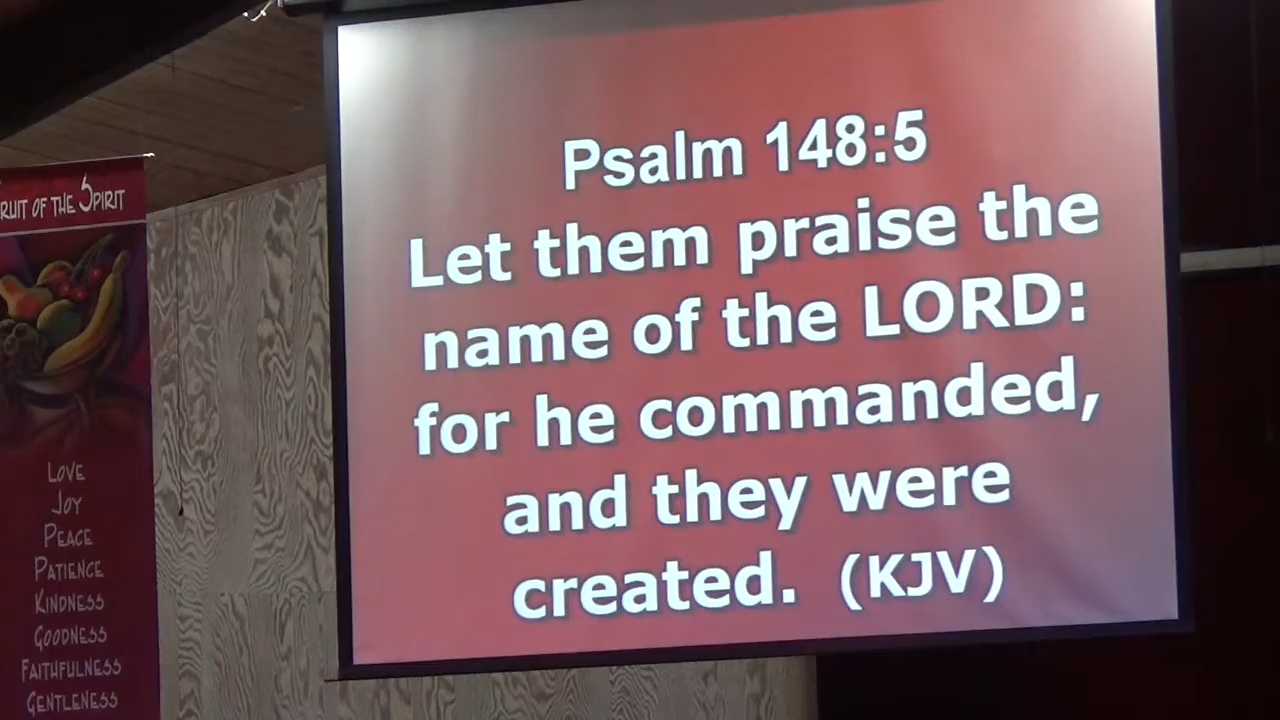 RUIT OF THE SPIRIT
LOVE
JOY
PEACE
PATIENCE
KINDNESS
GOODNESS
FAITHFULNESS
GENTLENESS
Psalm 148:5
Let them praise the
name of the LORD:
for he commanded,
and they were
created. (KJV)